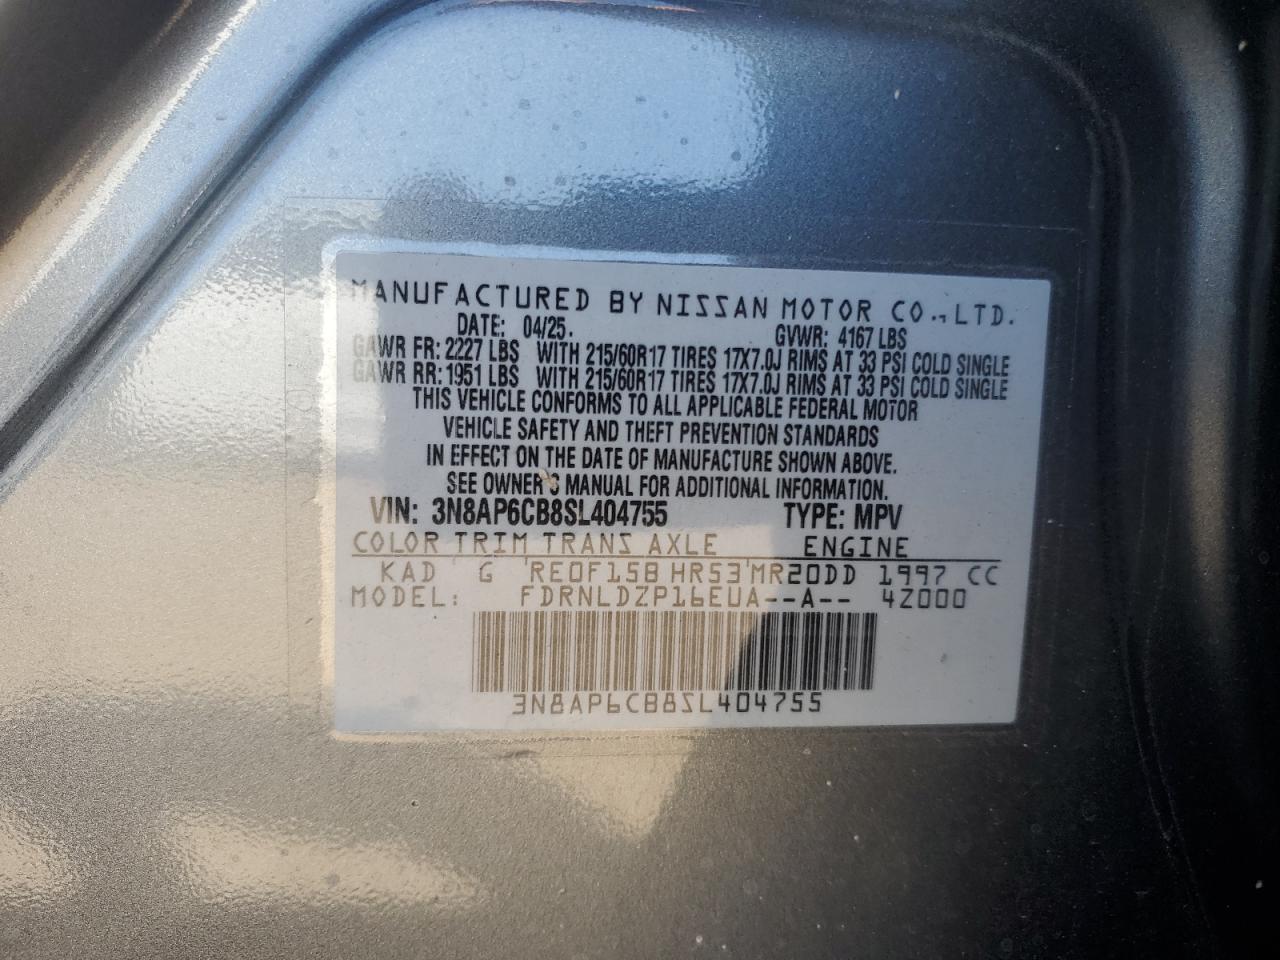 MANUFACTURED BY NISSAN MOTOR CO., LTD.
DATE: 04/25. GVWR: 4167 LBS
GAWR FR: 2227 LBS WITH 215/60R17 TIRES 17X7.0J RIMS AT 33 PSI COLD SINGLE
GAWR RR: 1951 LBS WITH 215/60R17 TIRES 17X7.0J RIMS AT 33 PSI COLD SINGLE
THIS VEHICLE CONFORMS TO ALL APPLICABLE FEDERAL MOTOR
VEHICLE SAFETY AND THEFT PREVENTION STANDARDS
IN EFFECT ON THE DATE OF MANUFACTURE SHOWN ABOVE.
SEE OWNER'S MANUAL FOR ADDITIONAL INFORMATION.
VIN: 3N8AP6CB8SL404755 TYPE: MPV
COLOR TRIM TRANS AXLE ENGINE
KAD G RE0F15B HR53 MR20DD 1997 CC
MODEL: FDRNLDZP16EUA--A-- 4Z000
3N8AP6CB8SL404755